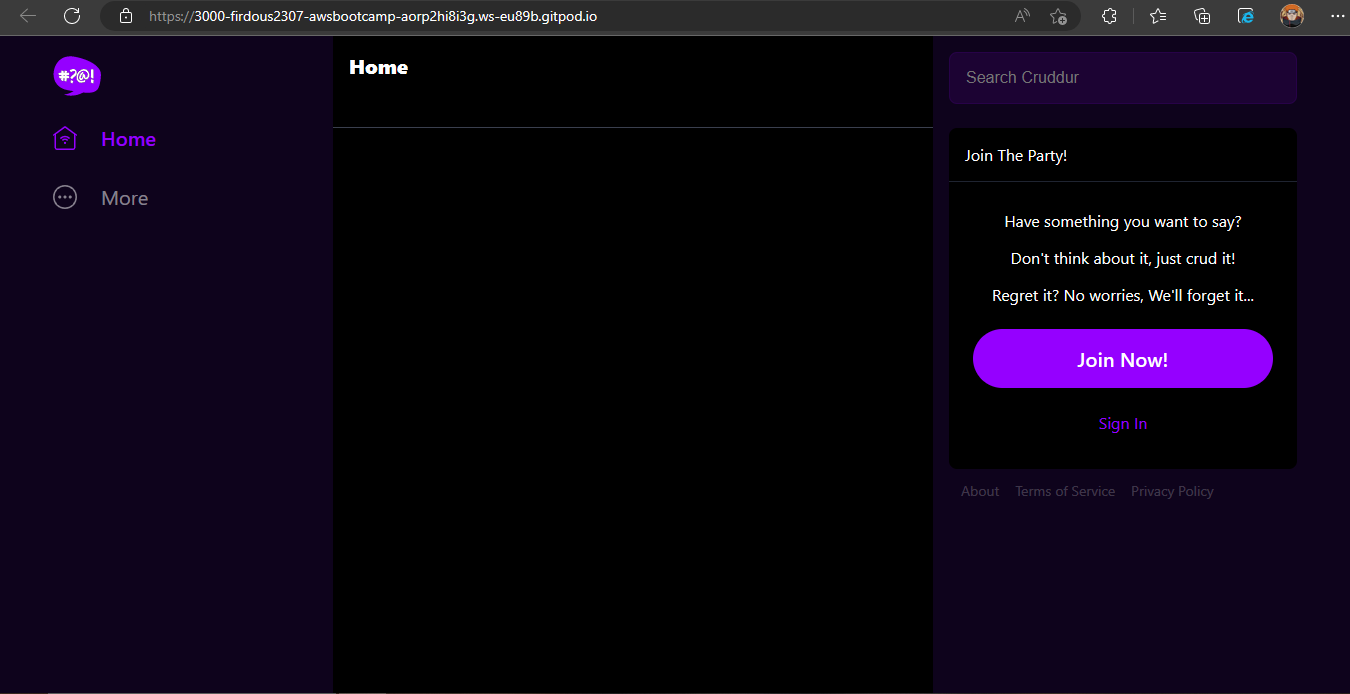 https://3000-firdous2307-awsbootcamp-aorp2hi8i3g.ws-eu89b.gitpod.io
#?@!
Home
More
Home
Search Cruddur
Join The Party!
Have something you want to say?
Don't think about it, just crud it!
Regret it? No worries, We'll forget it...
Join Now!
Sign In
About Terms of Service Privacy Policy